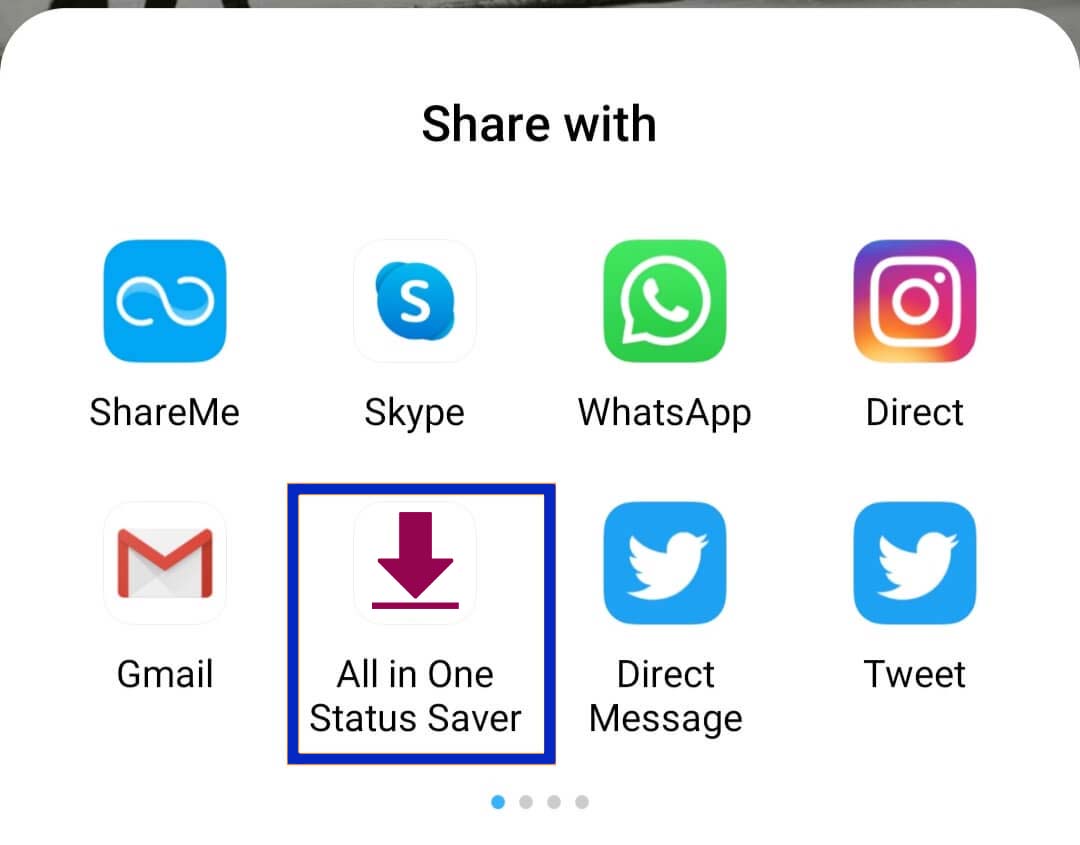 Share with
ShareMe
Skype
WhatsApp
Direct
Gmail
All in One
Status Saver
Direct
Message
Tweet